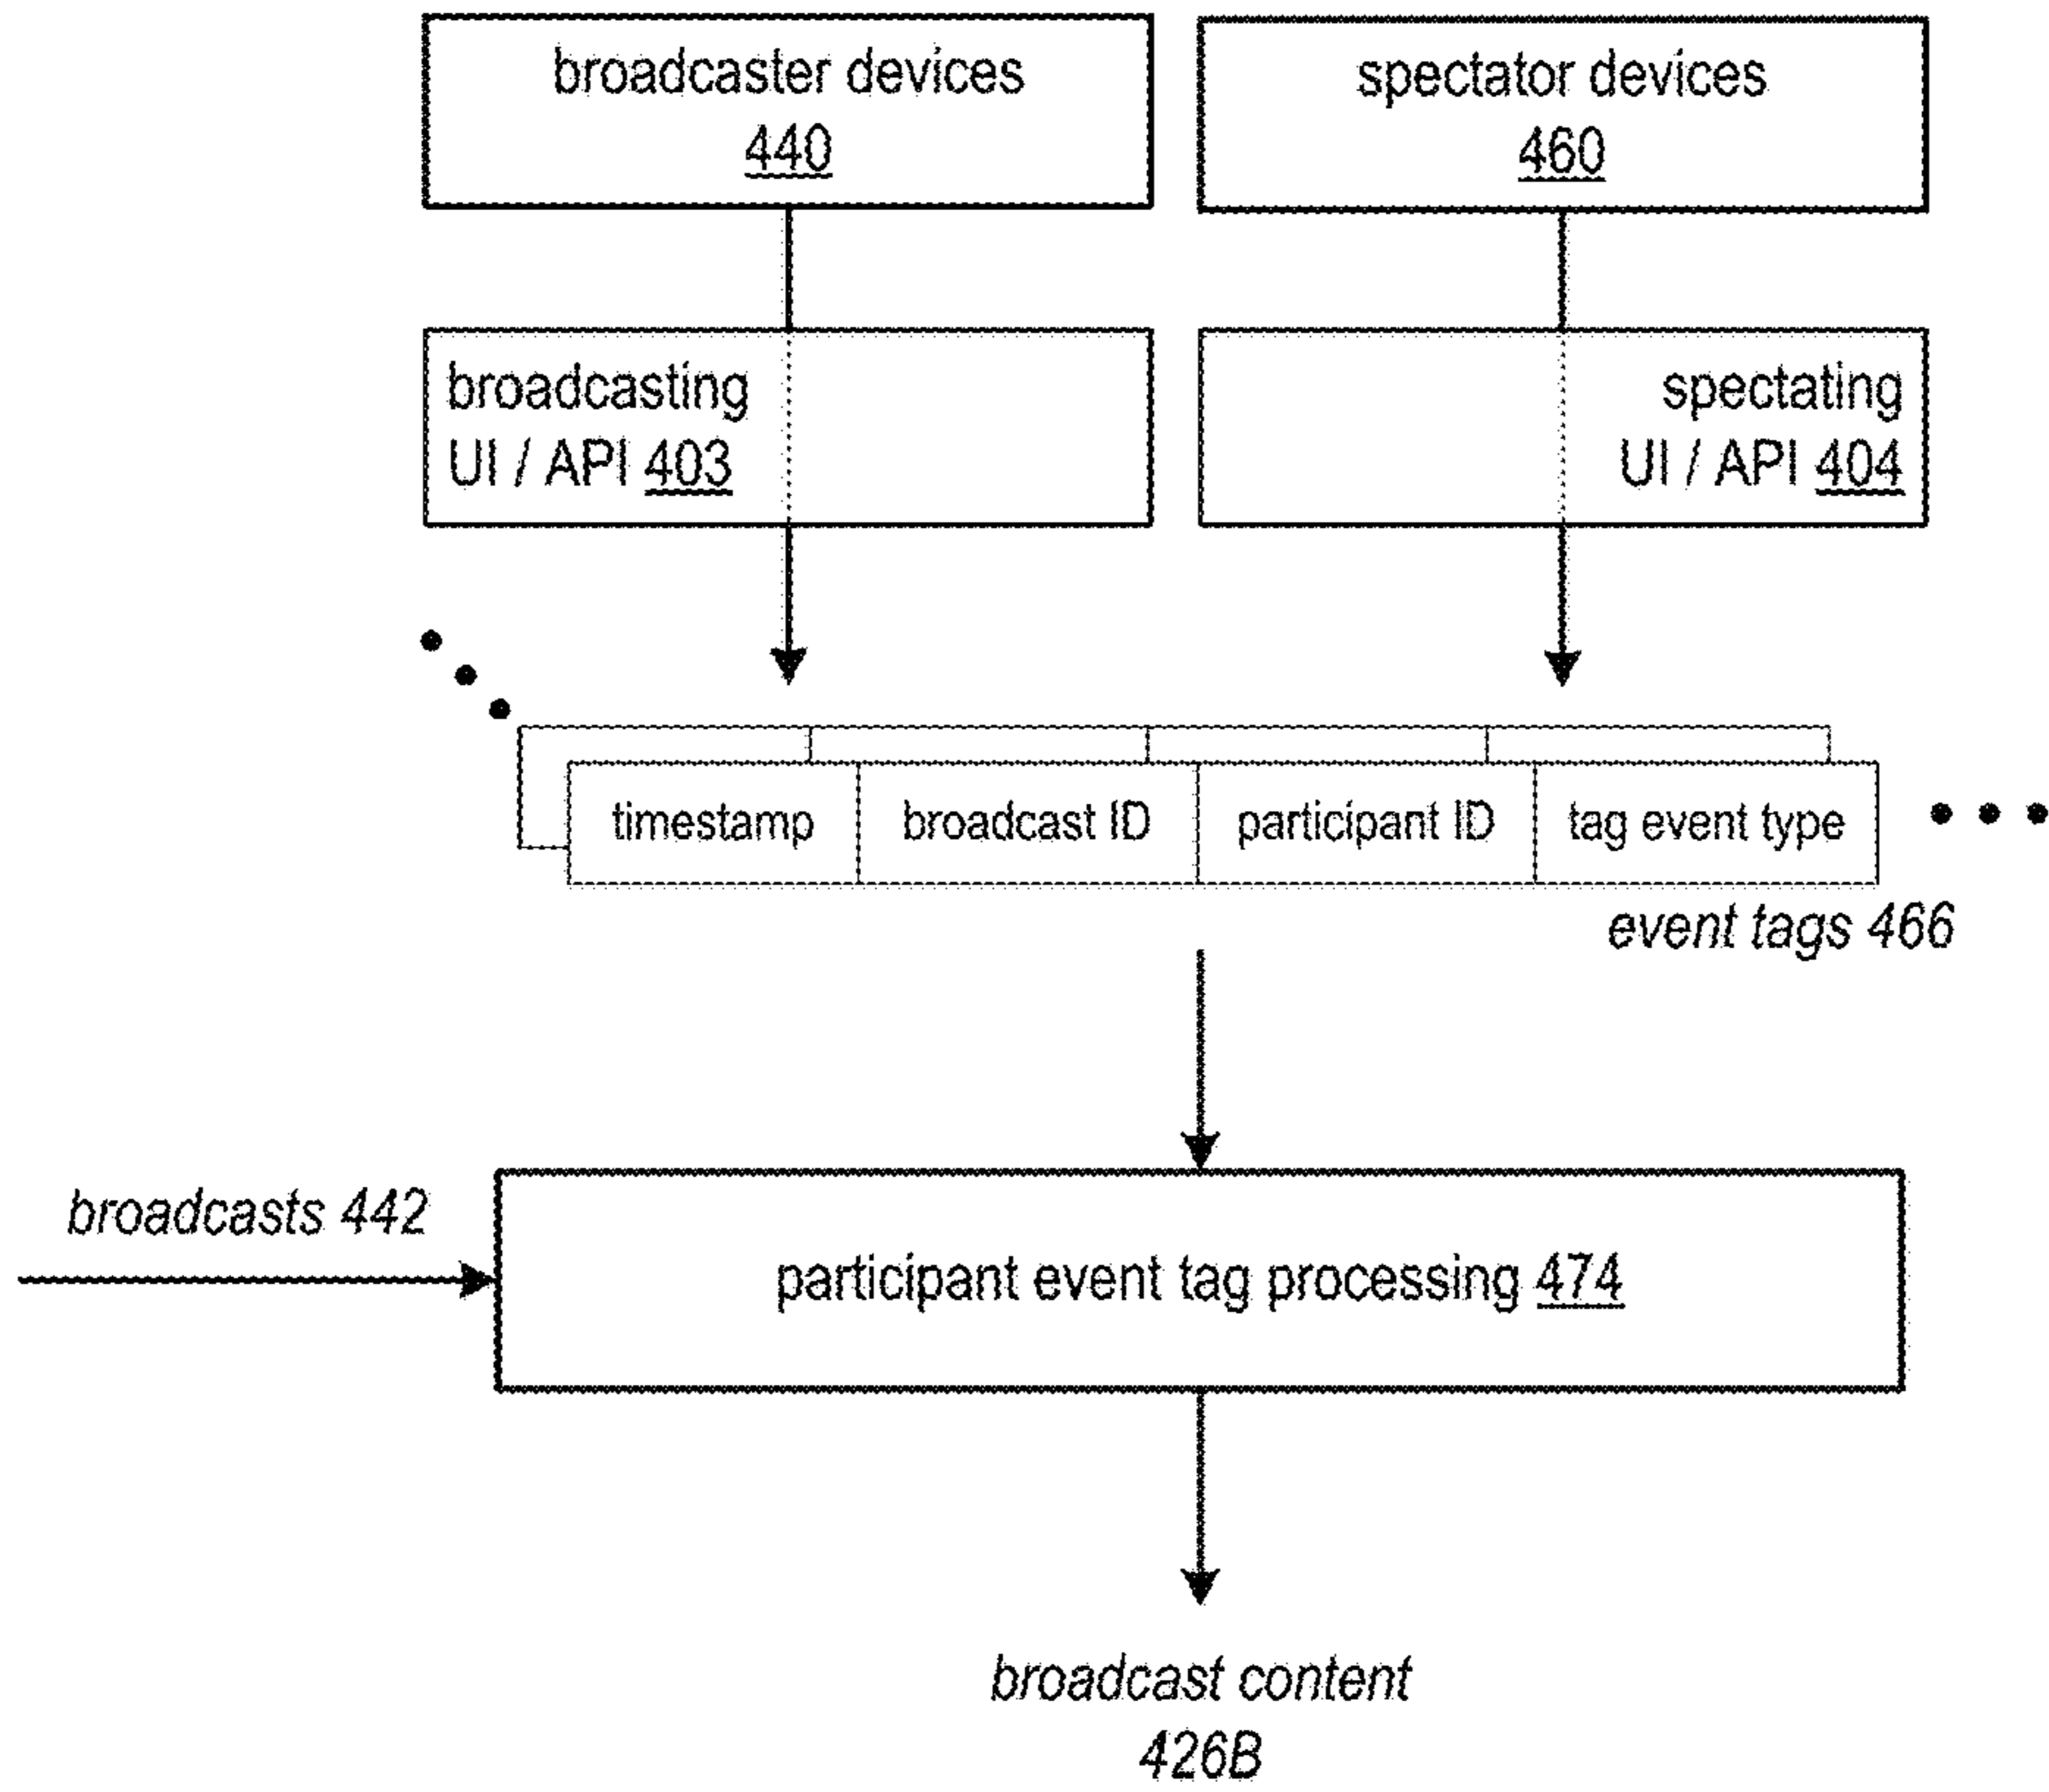 broadcaster devices
440
spectator devices
460
broadcasting
UI / API 403
spectating
UI / API 404
timestamp
broadcast ID
participant ID
tag event type
event tags 466
broadcasts 442
participant event tag processing 474
broadcast content
426B